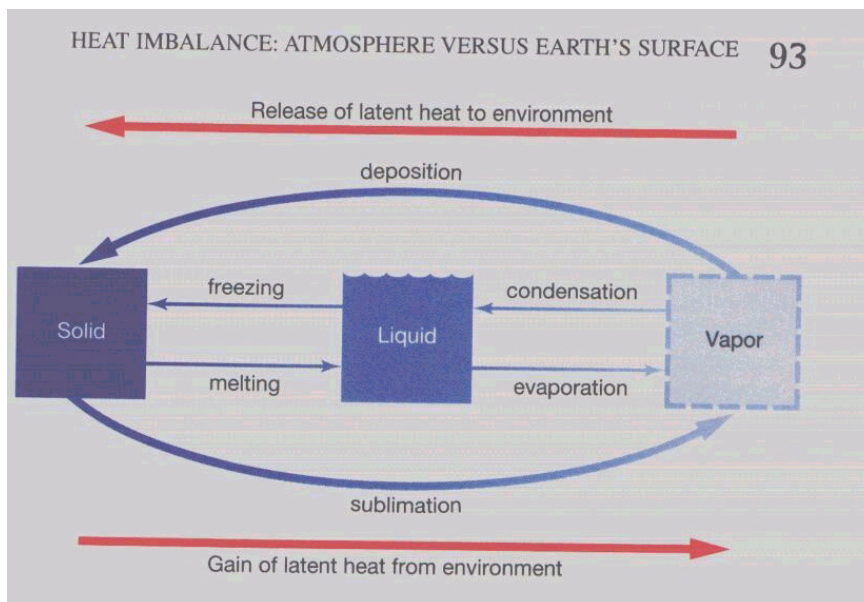 HEAT IMBALANCE: ATMOSPHERE VERSUS EARTH'S SURFACE 93
Release of latent heat to environment
deposition
freezing
condensation
Solid
Liquid
Vapor
melting
evaporation
sublimation
Gain of latent heat from environment